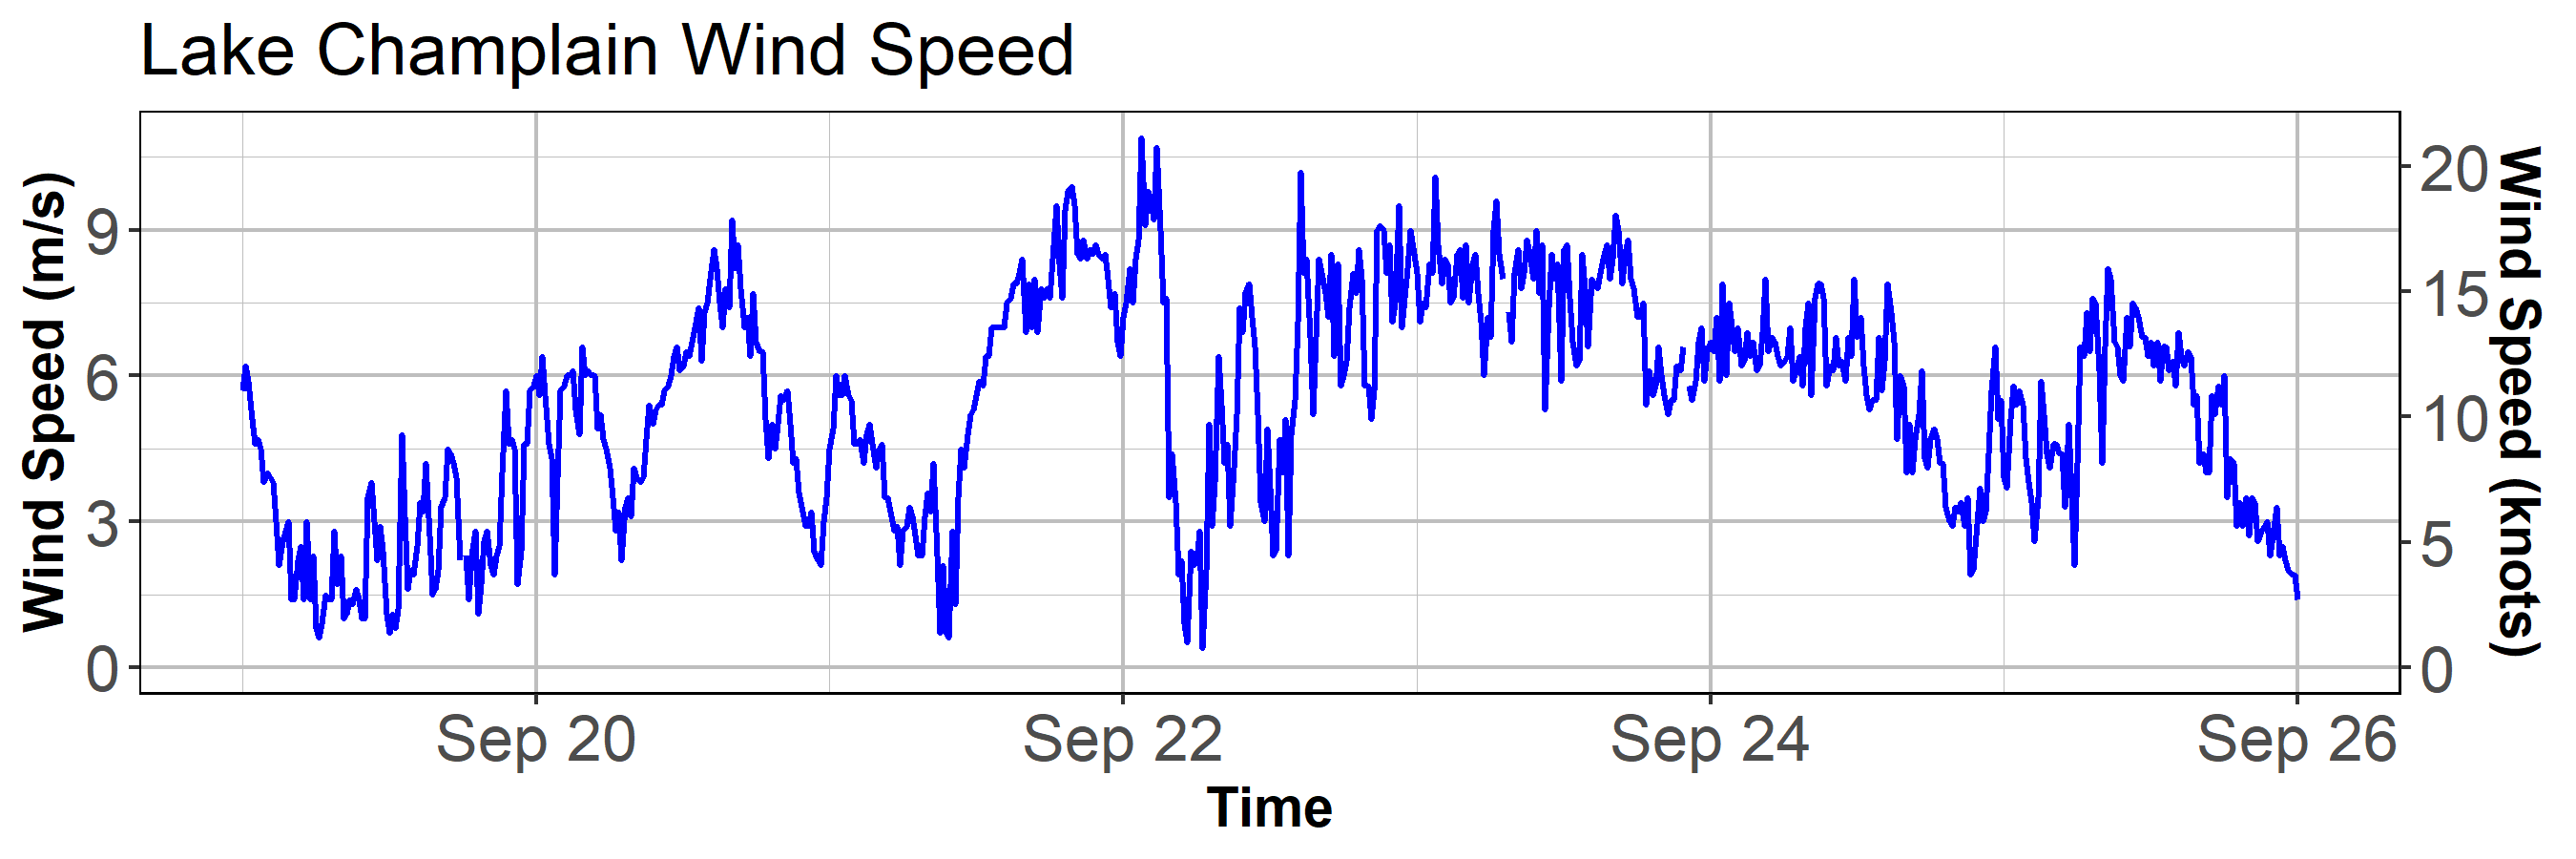 Lake Champlain Wind Speed
Wind Speed (m/s)
9
6
3
0
20
15
10
5
0
Wind Speed (knots)
Sep 20
Sep 22
Sep 24
Sep 26
Time